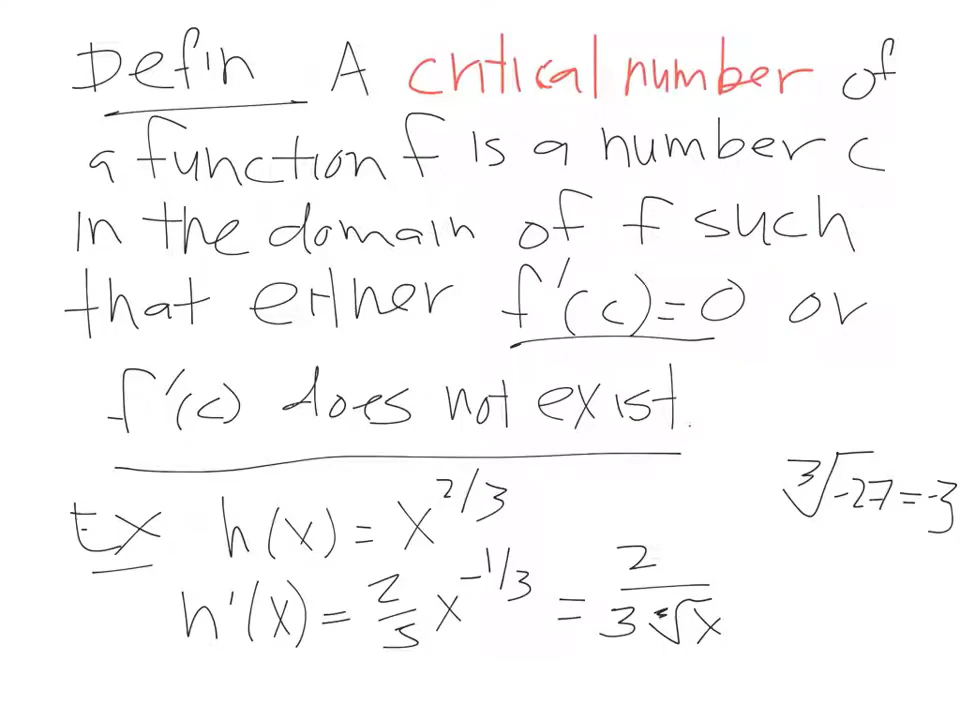 Defin A critical number of
a function f is a number c
in the domain of f such
that either f'(c)=0 or
f'(c) does not exist.
∛-27=-3
Ex h(x)=x^2/3
h'(x)=2/3 x^-1/3 = 2/3∛x